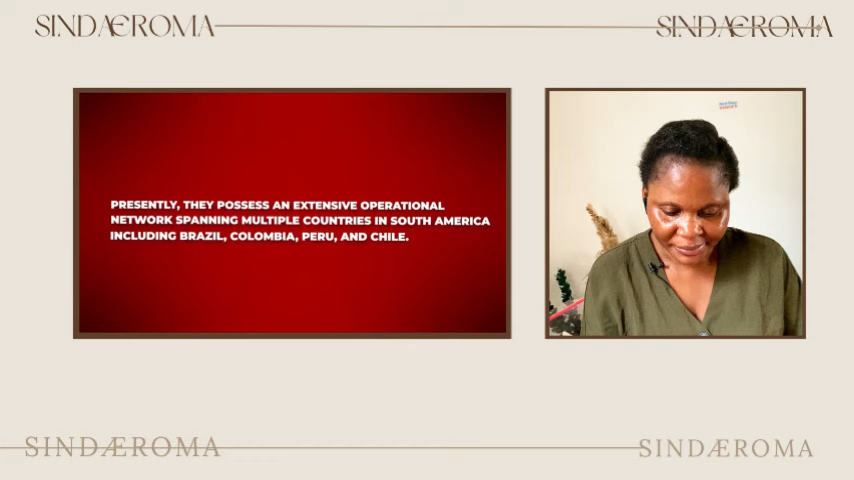 SINDÆROMA
SINDÆROMA
PRESENTLY, THEY POSSESS AN EXTENSIVE OPERATIONAL
NETWORK SPANNING MULTIPLE COUNTRIES IN SOUTH AMERICA
INCLUDING BRAZIL, COLOMBIA, PERU, AND CHILE.
SINDÆROMA
SINDÆROMA